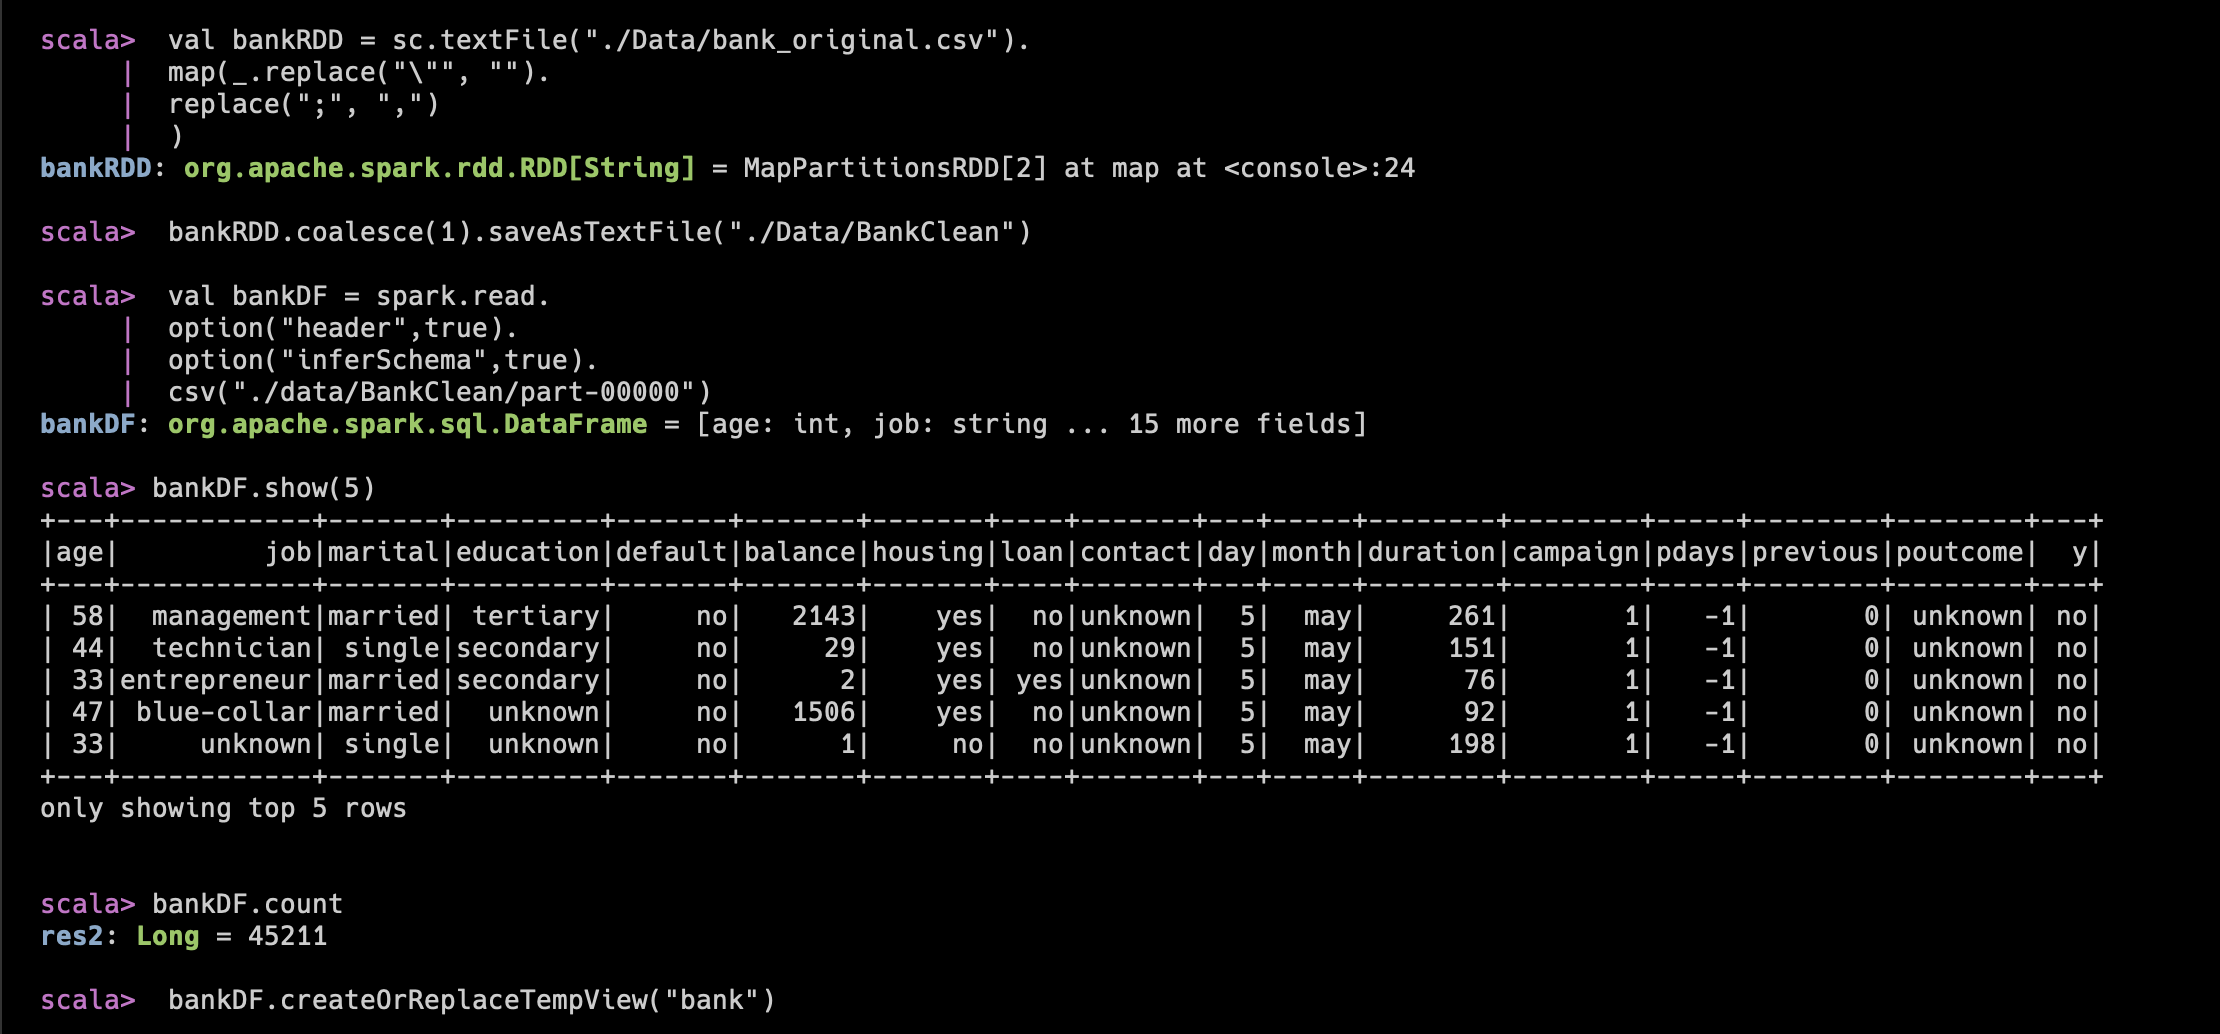 scala>  val bankRDD = sc.textFile("./Data/bank_original.csv").
     |  map(_.replace("\"", "").
     |  replace(";", ",")
     |  )
bankRDD: org.apache.spark.rdd.RDD[String] = MapPartitionsRDD[2] at map at <console>:24
scala>  bankRDD.coalesce(1).saveAsTextFile("./Data/BankClean")
scala>  val bankDF = spark.read.
     |  option("header",true).
     |  option("inferSchema",true).
     |  csv("./data/BankClean/part-00000")
bankDF: org.apache.spark.sql.DataFrame = [age: int, job: string ... 15 more fields]
scala> bankDF.show(5)
+---+------------+-------+---------+-------+-------+-------+----+-------+---+-----+--------+--------+-----+--------+--------+---+
|age|         job|marital|education|default|balance|housing|loan|contact|day|month|duration|campaign|pdays|previous|poutcome|  y|
+---+------------+-------+---------+-------+-------+-------+----+-------+---+-----+--------+--------+-----+--------+--------+---+
| 58|  management|married| tertiary|     no|   2143|    yes|  no|unknown|  5|  may|     261|       1|   -1|       0| unknown| no|
| 44|  technician| single|secondary|     no|     29|    yes|  no|unknown|  5|  may|     151|       1|   -1|       0| unknown| no|
| 33|entrepreneur|married|secondary|     no|      2|    yes| yes|unknown|  5|  may|      76|       1|   -1|       0| unknown| no|
| 47| blue-collar|married|  unknown|     no|   1506|    yes|  no|unknown|  5|  may|      92|       1|   -1|       0| unknown| no|
| 33|     unknown| single|  unknown|     no|      1|     no|  no|unknown|  5|  may|     198|       1|   -1|       0| unknown| no|
+---+------------+-------+---------+-------+-------+-------+----+-------+---+-----+--------+--------+-----+--------+--------+---+
only showing top 5 rows
scala> bankDF.count
res2: Long = 45211
scala>  bankDF.createOrReplaceTempView("bank")